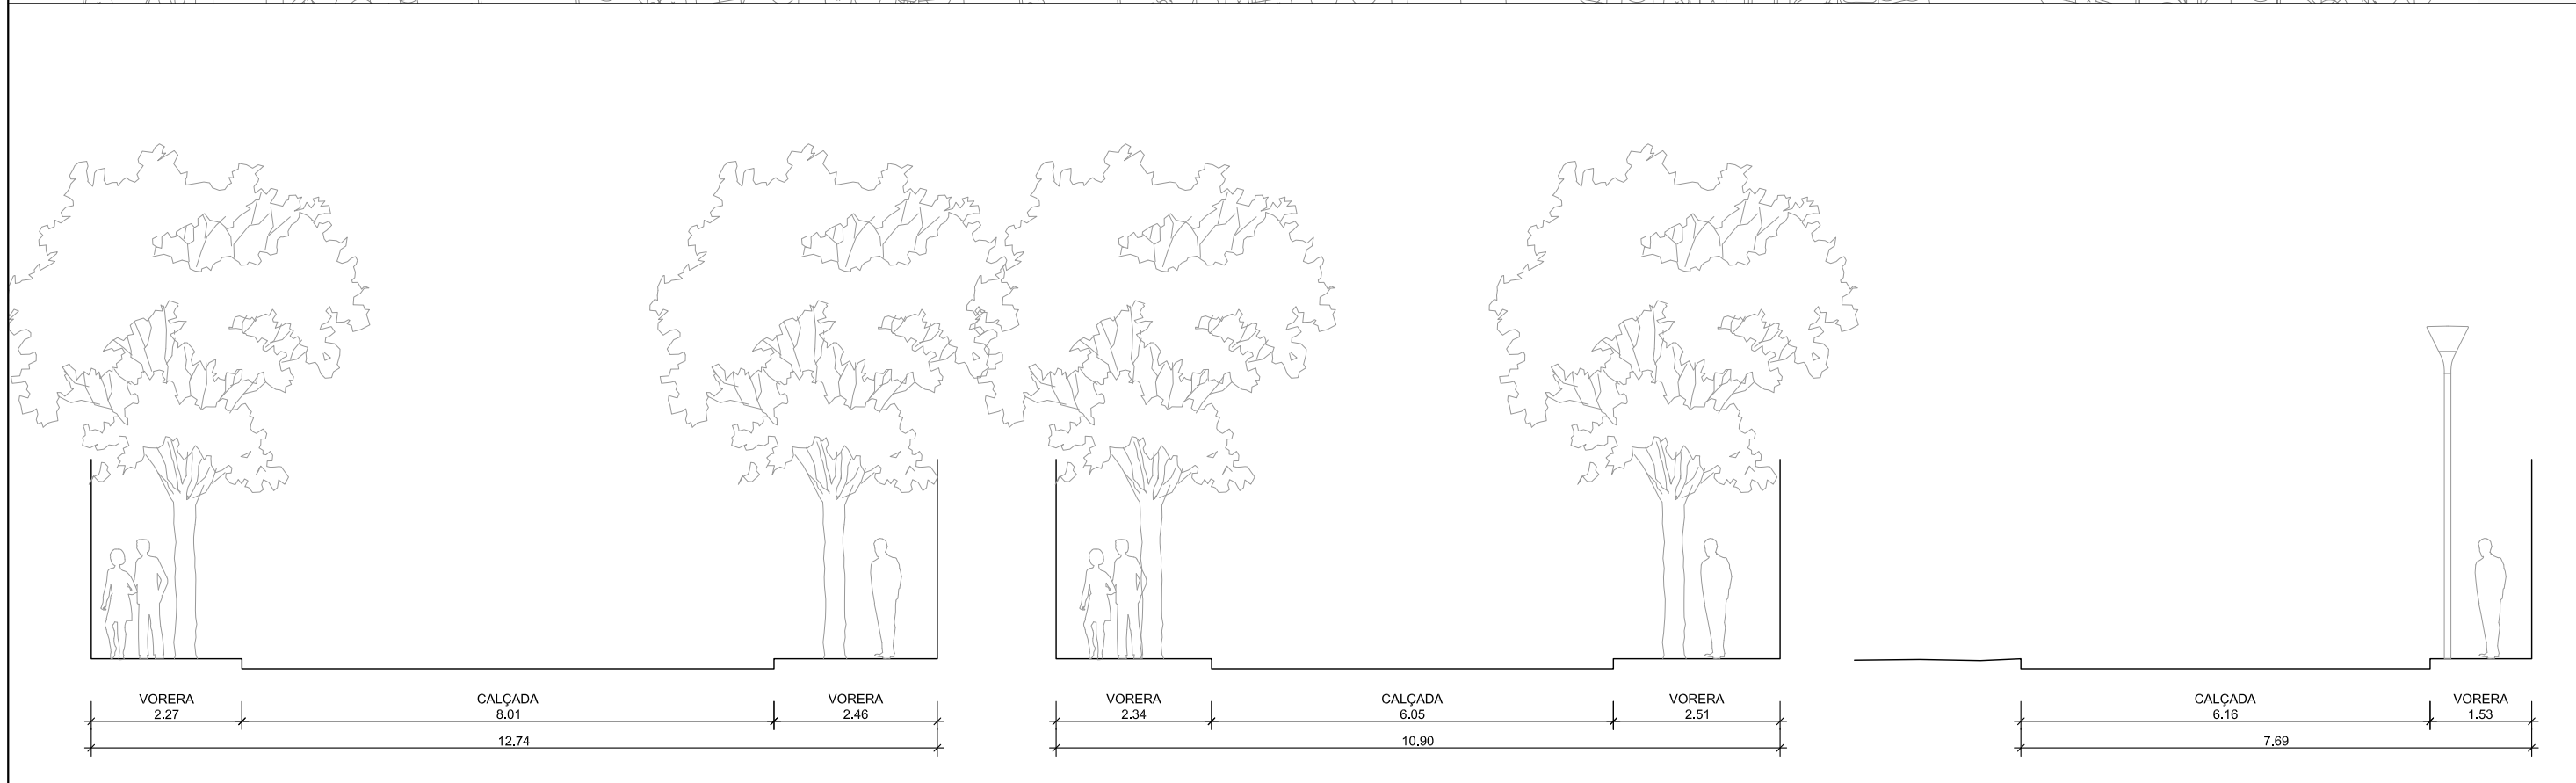 VORERA CALÇADA VORERA
2.27 8.01 2.46
12.74
VORERA CALÇADA VORERA
2.34 6.05 2.51
10.90
CALÇADA VORERA
6.16 1.53
7.69